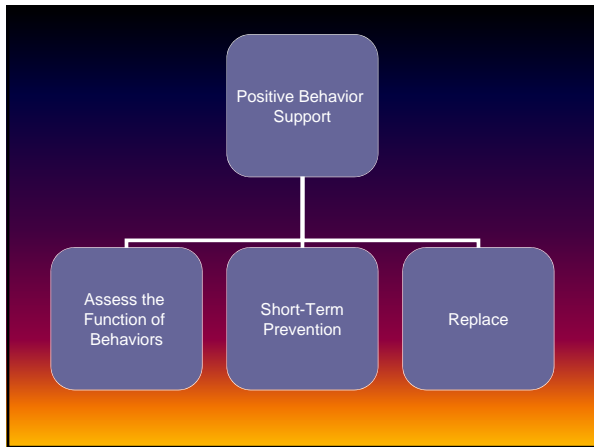 Positive Behavior
Support
Assess the
Function of
Behaviors
Short-Term
Prevention
Replace